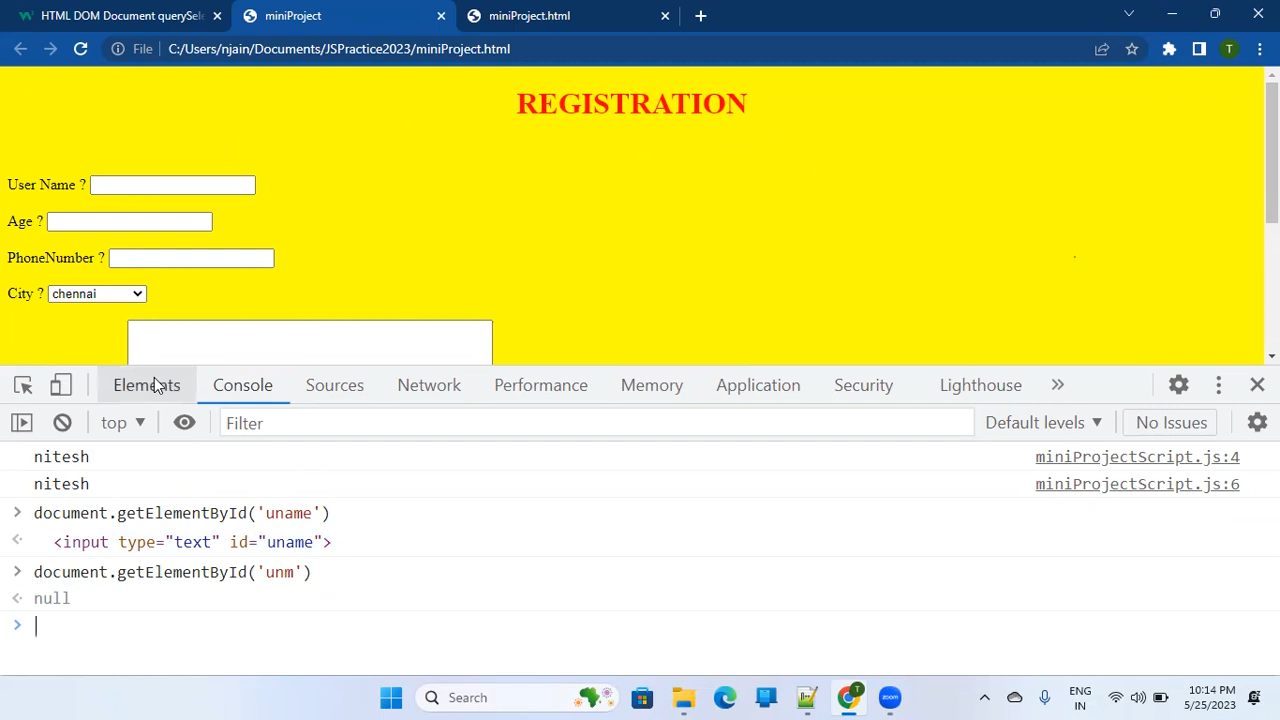 HTML DOM Document querySele
miniProject
miniProject.html
File
C:/Users/njain/Documents/JSPractice2023/miniProject.html
T
REGISTRATION
User Name ?
Age ?
PhoneNumber ?
City ? chennai
Elements Console Sources Network Performance Memory Application Security Lighthouse
top Filter Default levels No Issues
nitesh miniProjectScript.js:4
nitesh miniProjectScript.js:6
> document.getElementById('uname')
<input type="text" id="uname">
> document.getElementById('unm')
null
>
Search T zoom ENG 10:14 PM
IN 5/25/2023